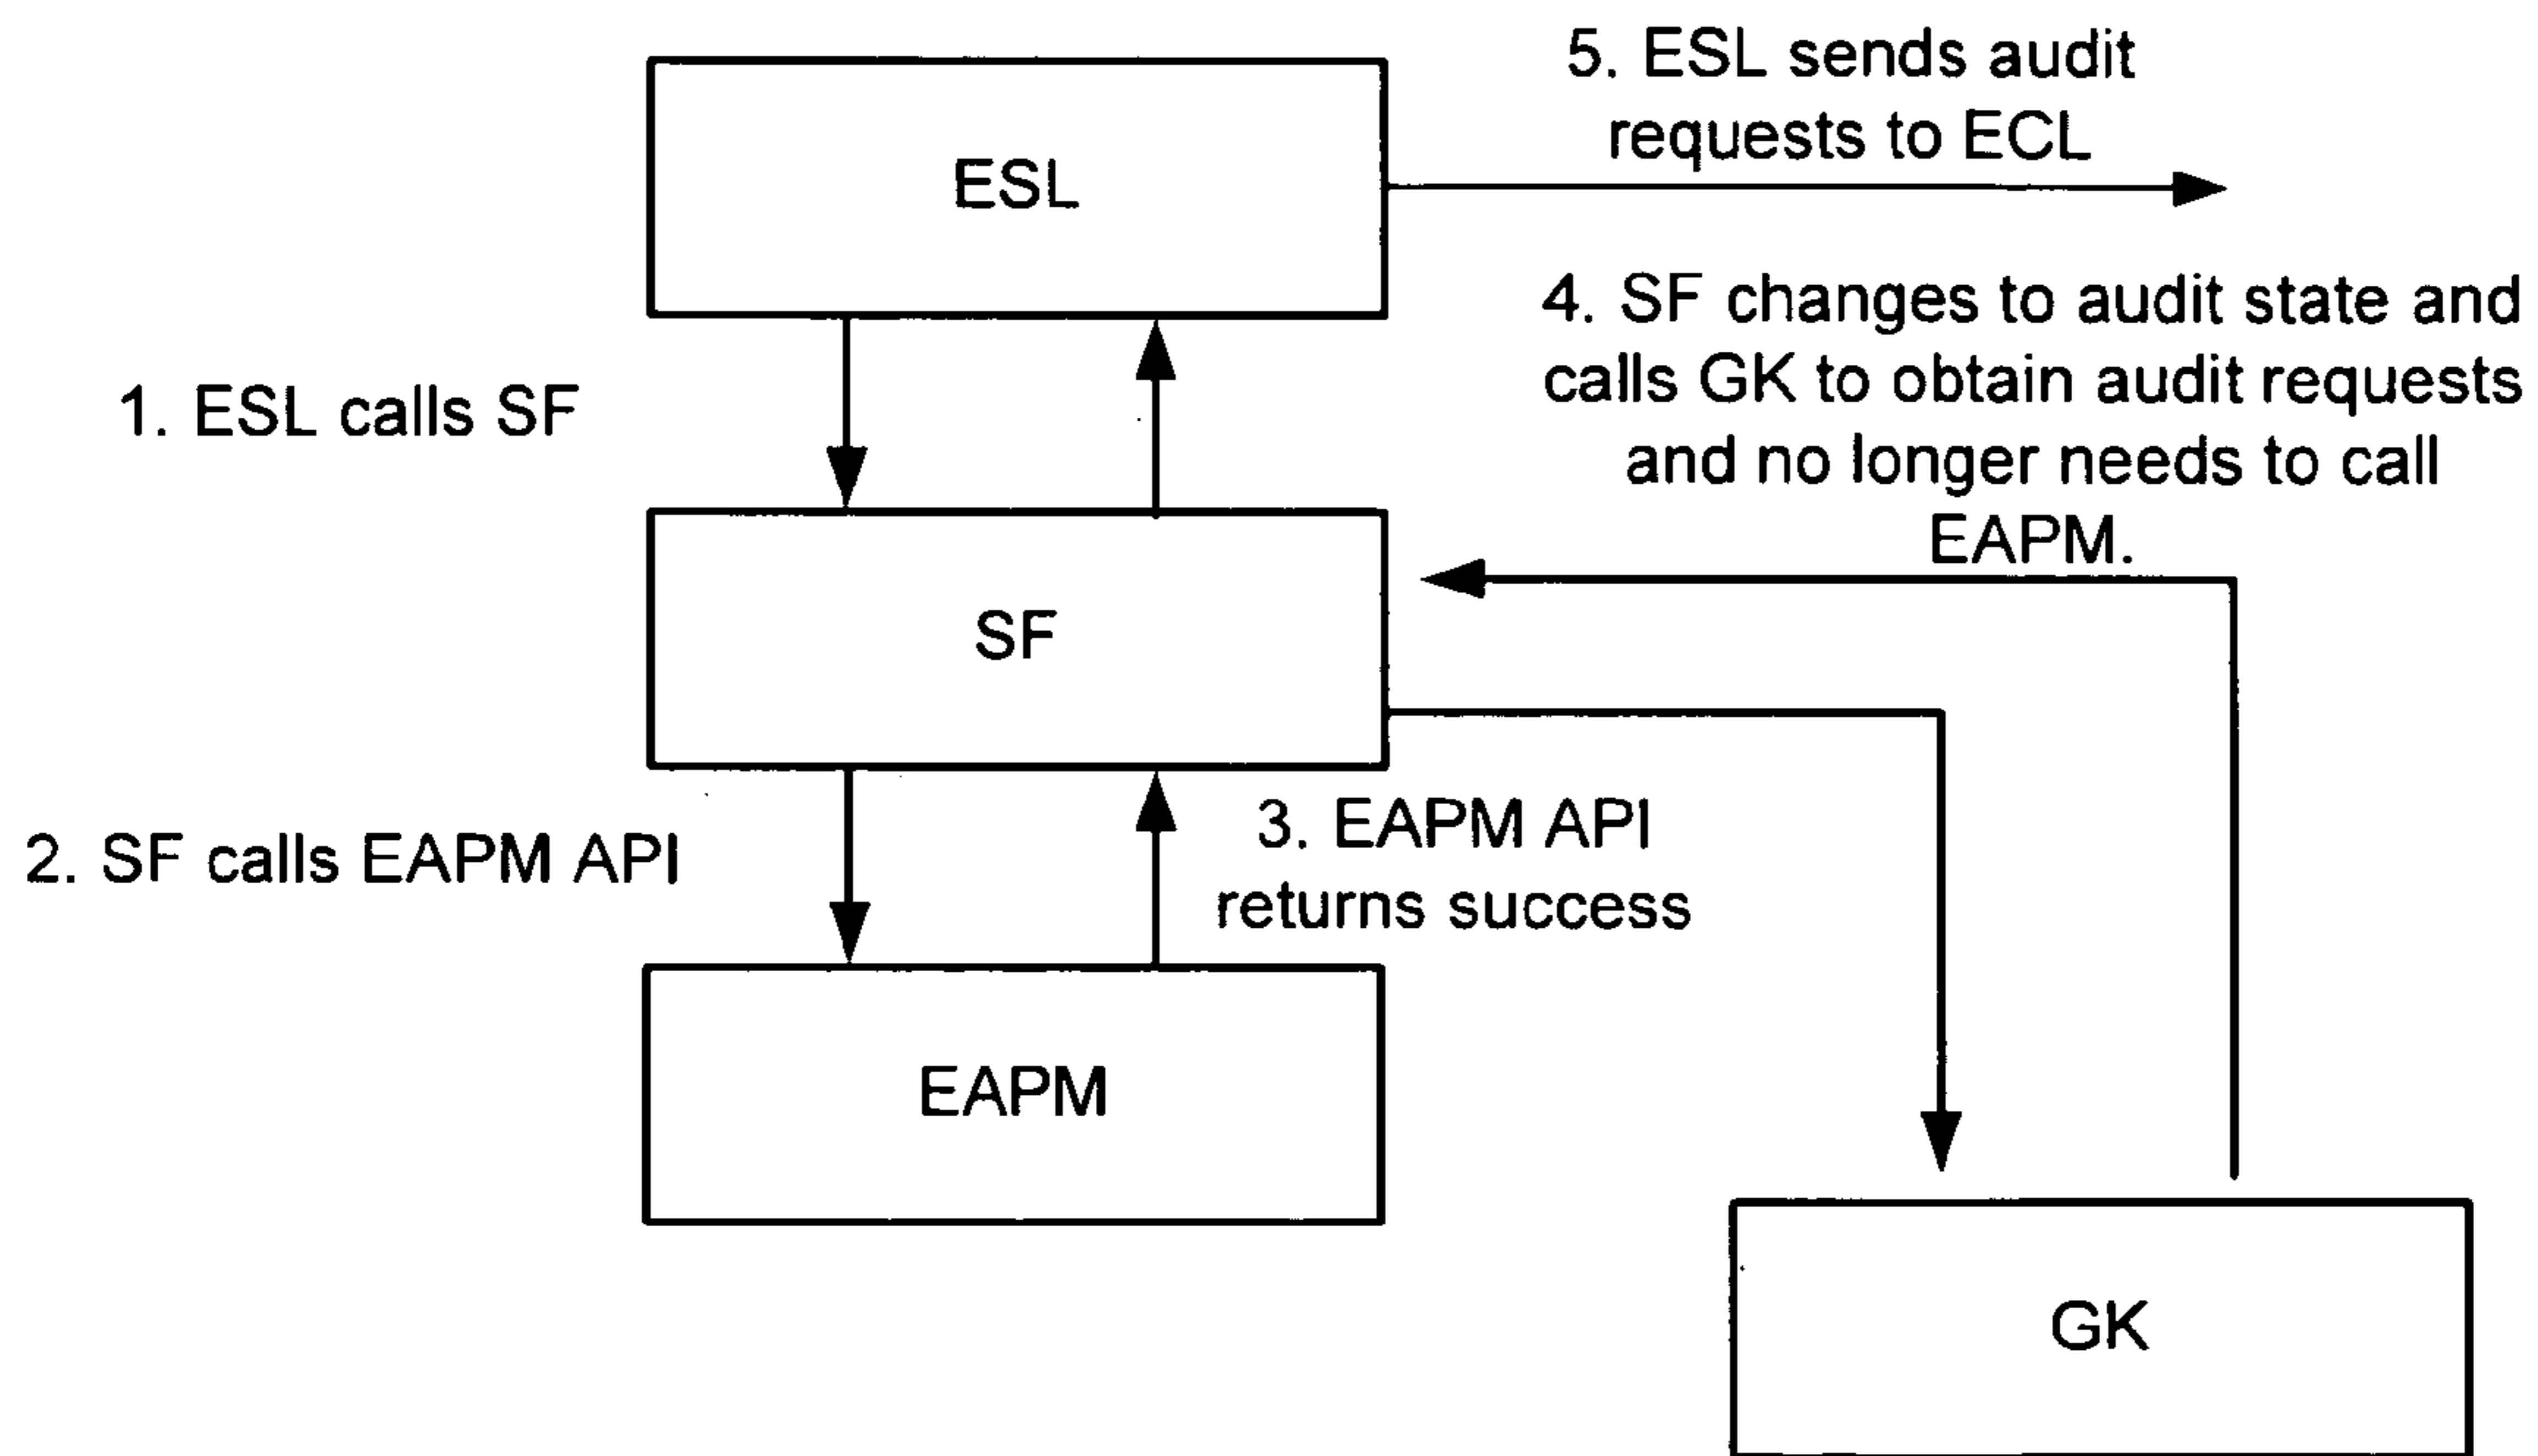 ESL
5. ESL sends audit
requests to ECL
1. ESL calls SF
4. SF changes to audit state and
calls GK to obtain audit requests
and no longer needs to call
EAPM.
SF
2. SF calls EAPM API
3. EAPM API
returns success
EAPM
GK